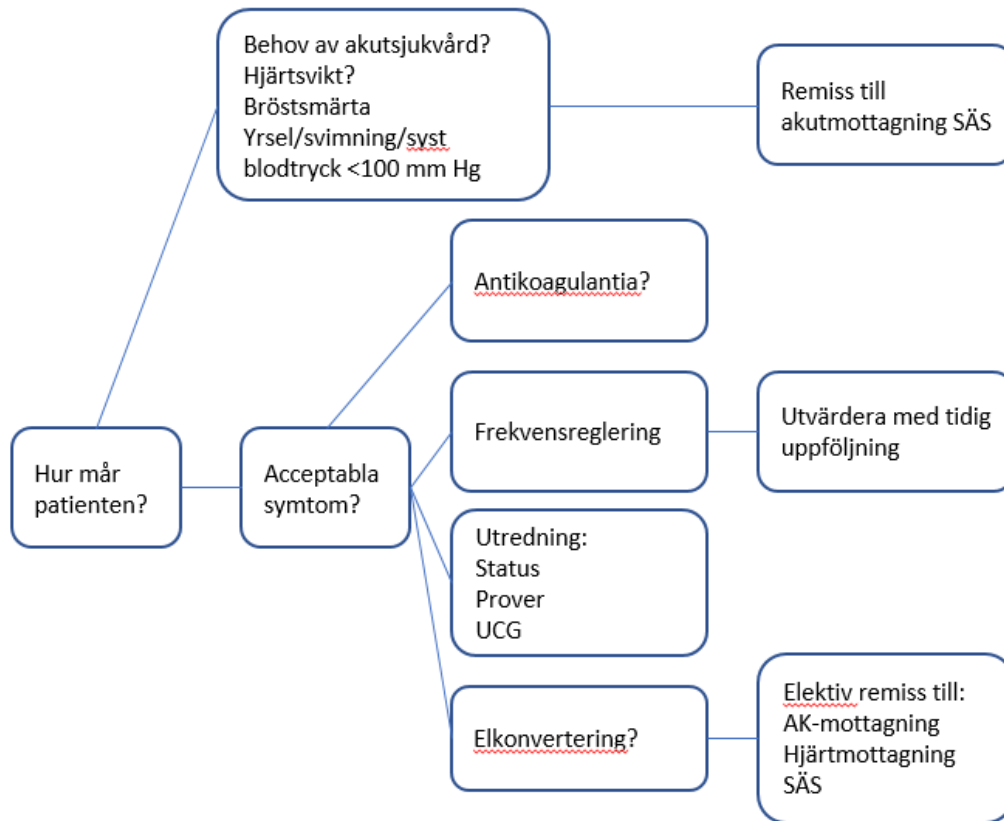 Behov av akutsjukvård?
Hjärtsvikt?
Bröstsmärta
Yrsel/svimning/syst
blodtryck <100 mm Hg
Remiss till
akutmottagning SÄS
Antikoagulantia?
Frekvensreglering
Utvärdera med tidig
uppföljning
Hur mår
patienten?
Acceptabla
symtom?
Utredning:
Status
Prover
UCG
Elkonvertering?
Elektiv remiss till:
AK-mottagning
Hjärtmottagning
SÄS